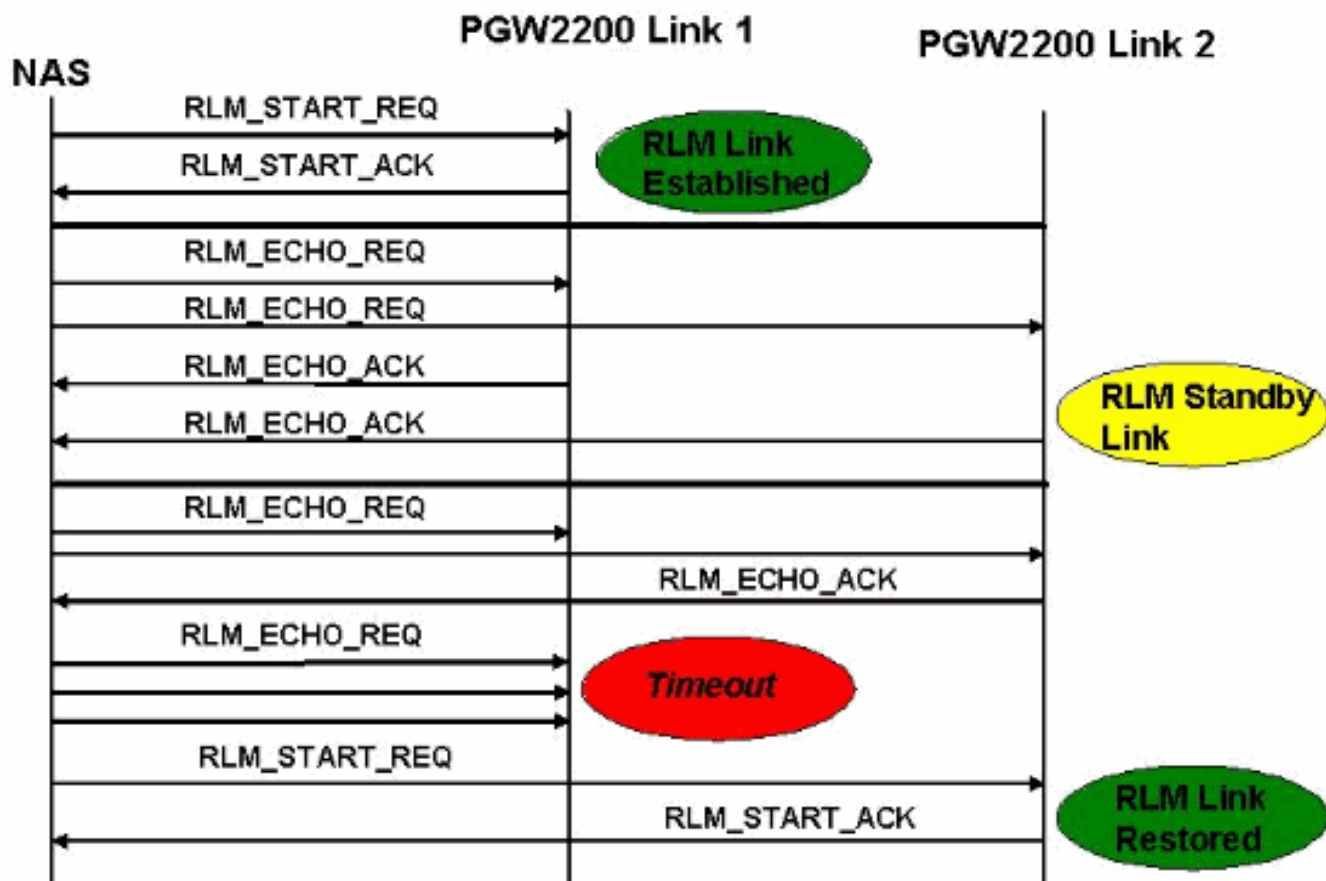 PGW2200 Link 1
PGW2200 Link 2
NAS
RLM_START_REQ
RLM Link
Established
RLM_START_ACK
RLM_ECHO_REQ
RLM_ECHO_REQ
RLM_ECHO_ACK
RLM Standby
Link
RLM_ECHO_ACK
RLM_ECHO_REQ
RLM_ECHO_ACK
RLM_ECHO_REQ
Timeout
RLM_START_REQ
RLM Link
Restored
RLM_START_ACK